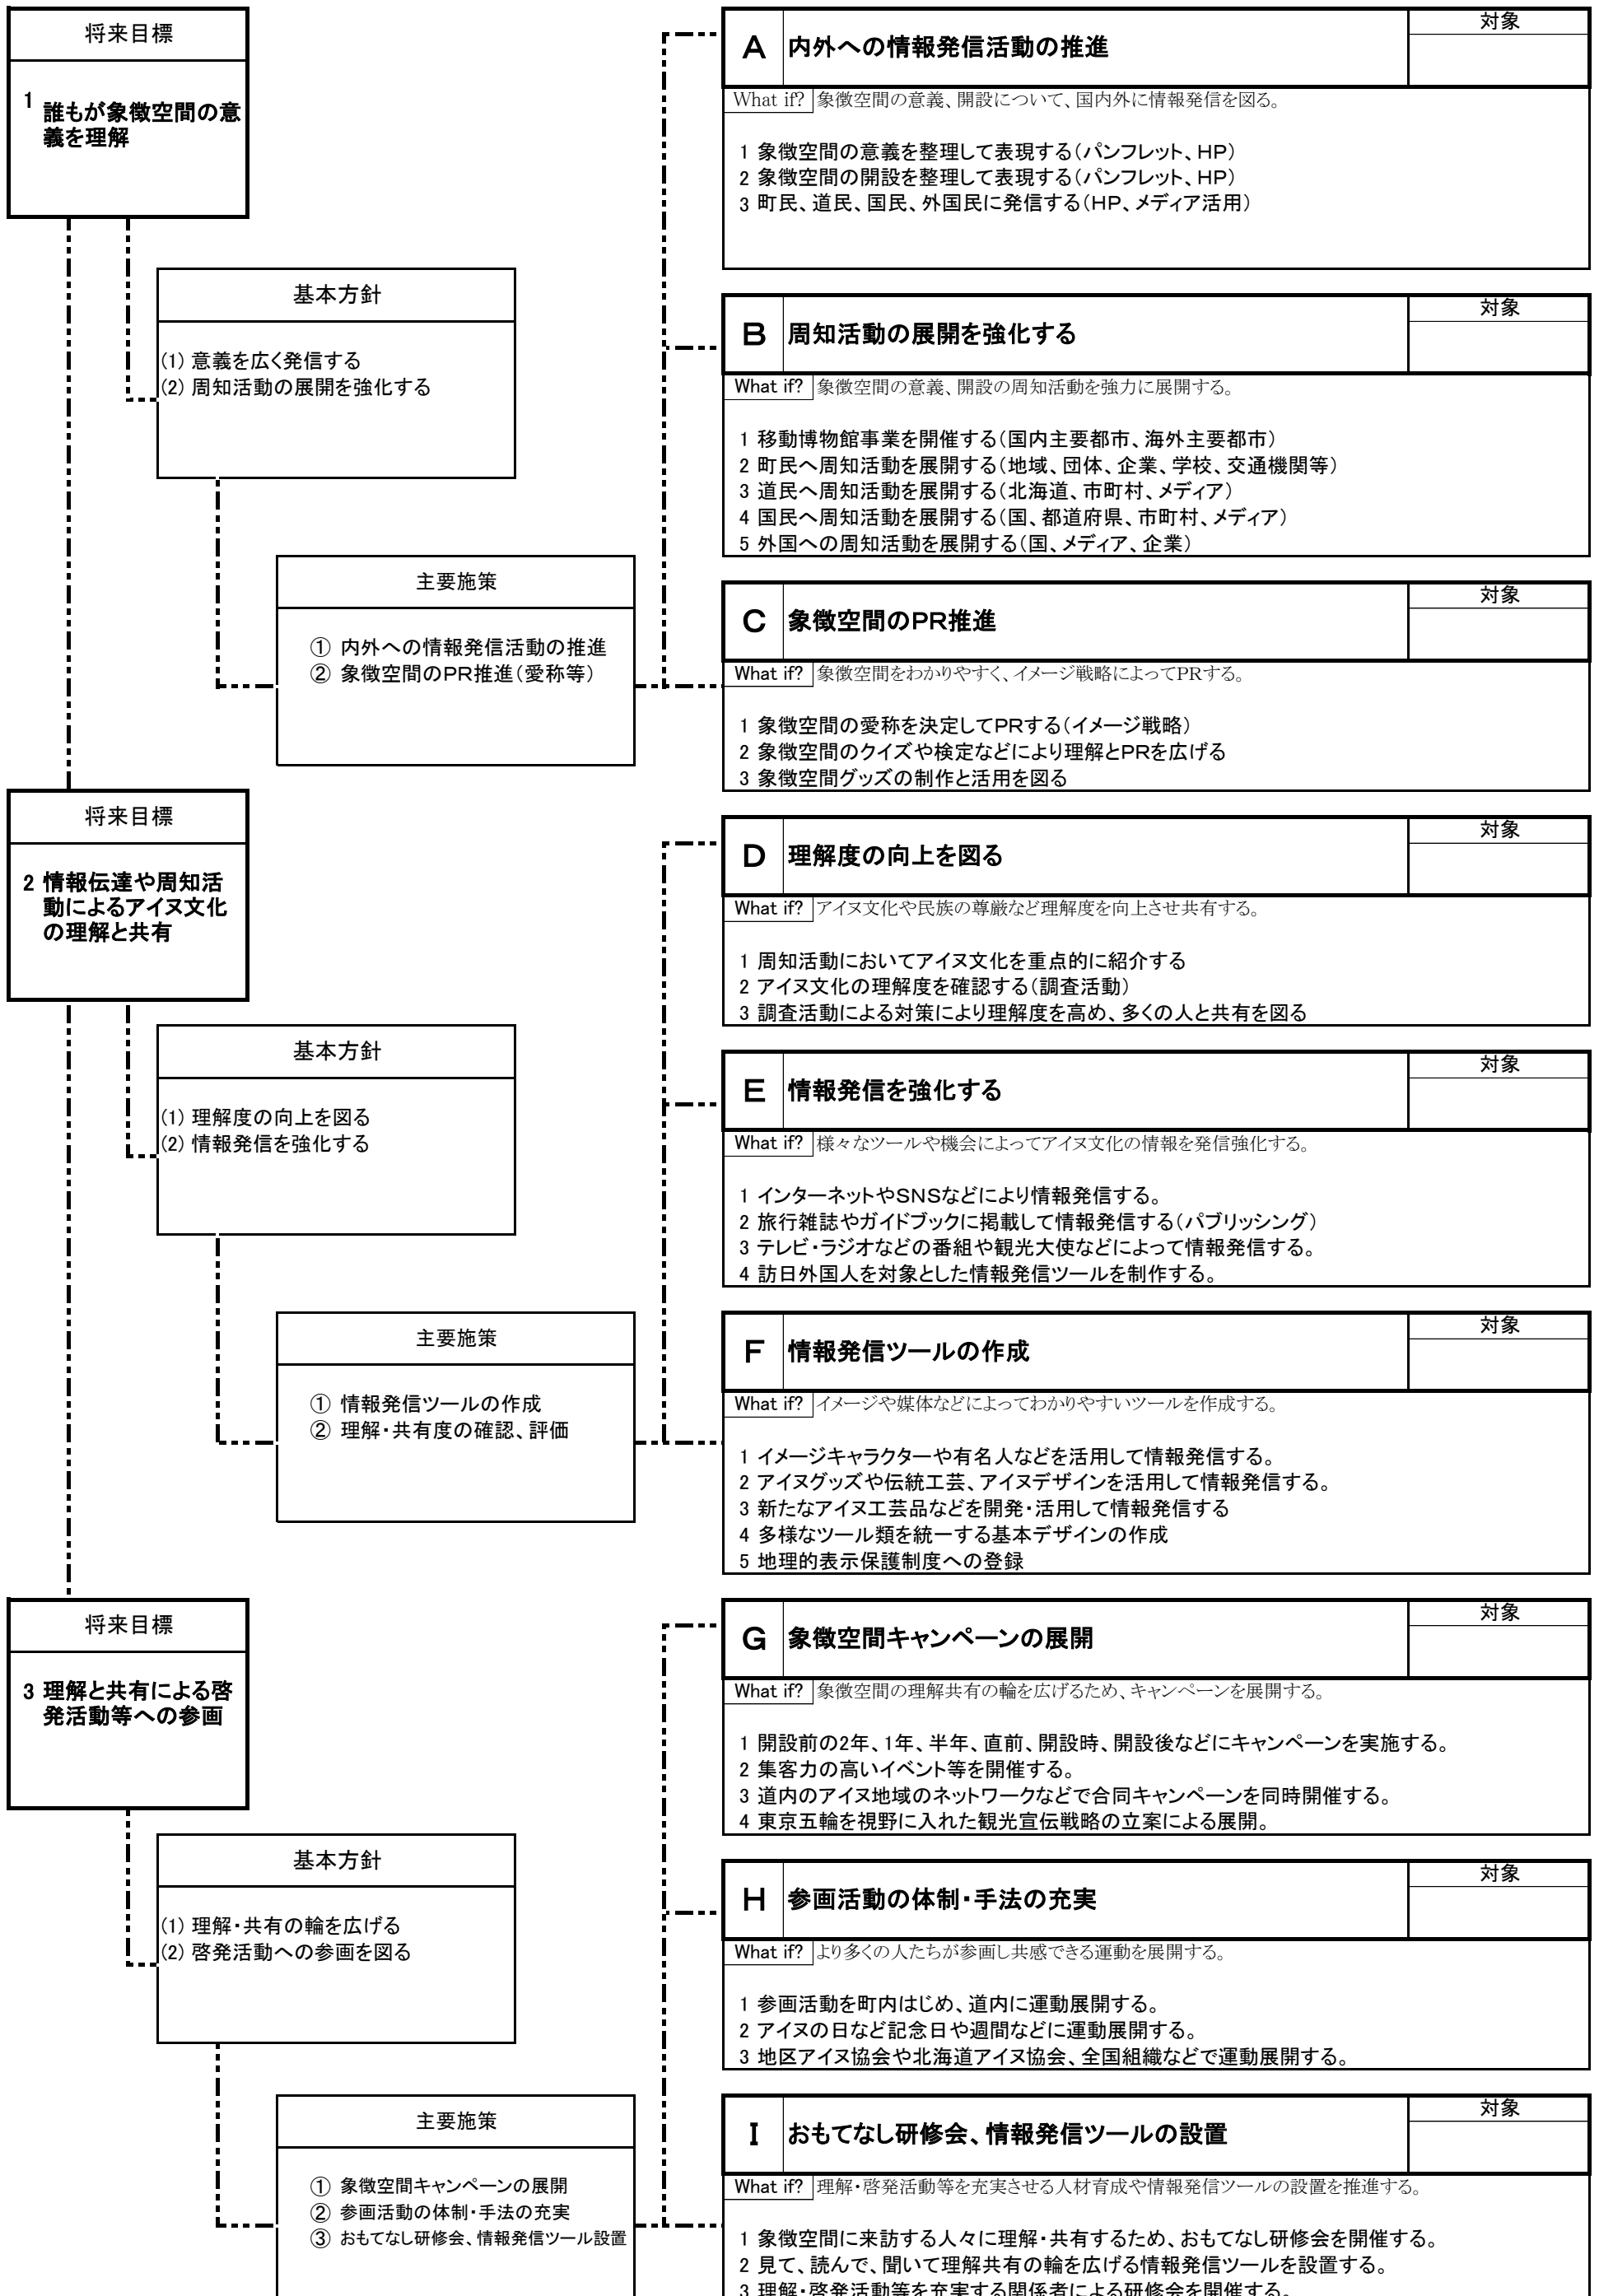 将来目標
1 誰もが象徴空間の意
義を理解
基本方針
(1) 意義を広く発信する
(2) 周知活動の展開を強化する
主要施策
① 内外への情報発信活動の推進
② 象徴空間のPR推進(愛称等)
A 内外への情報発信活動の推進
対象
What if? 象徴空間の意義、開設について、国内外に情報発信を図る。
1 象徴空間の意義を整理して表現する(パンフレット、HP)
2 象徴空間の開設を整理して表現する(パンフレット、HP)
3 町民、道民、国民、外国民に発信する(HP、メディア活用)
B 周知活動の展開を強化する
対象
What if? 象徴空間の意義、開設の周知活動を強力に展開する。
1 移動博物館事業を開催する(国内主要都市、海外主要都市)
2 町民へ周知活動を展開する(地域、団体、企業、学校、交通機関等)
3 道民へ周知活動を展開する(北海道、市町村、メディア)
4 国民へ周知活動を展開する(国、都道府県、市町村、メディア)
5 外国への周知活動を展開する(国、メディア、企業)
C 象徴空間のPR推進
対象
What if? 象徴空間をわかりやすく、イメージ戦略によってPRする。
1 象徴空間の愛称を決定してPRする(イメージ戦略)
2 象徴空間のクイズや検定などにより理解とPRを広げる
3 象徴空間グッズの制作と活用を図る
将来目標
2 情報伝達や周知活
動によるアイヌ文化
の理解と共有
基本方針
(1) 理解度の向上を図る
(2) 情報発信を強化する
主要施策
① 情報発信ツールの作成
② 理解・共有度の確認、評価
D 理解度の向上を図る
対象
What if? アイヌ文化や民族の尊厳など理解度を向上させ共有する。
1 周知活動においてアイヌ文化を重点的に紹介する
2 アイヌ文化の理解度を確認する(調査活動)
3 調査活動による対策により理解度を高め、多くの人と共有を図る
E 情報発信を強化する
対象
What if? 様々なツールや機会によってアイヌ文化の情報を発信強化する。
1 インターネットやSNSなどにより情報発信する。
2 旅行雑誌やガイドブックに掲載して情報発信する(パブリッシング)
3 テレビ・ラジオなどの番組や観光大使などによって情報発信する。
4 訪日外国人を対象とした情報発信ツールを制作する。
F 情報発信ツールの作成
対象
What if? イメージや媒体などによってわかりやすいツールを作成する。
1 イメージキャラクターや有名人などを活用して情報発信する。
2 アイヌグッズや伝統工芸、アイヌデザインを活用して情報発信する。
3 新たなアイヌ工芸品などを開発・活用して情報発信する
4 多様なツール類を統一する基本デザインの作成
5 地理的表示保護制度への登録
将来目標
3 理解と共有による啓
発活動等への参画
基本方針
(1) 理解・共有の輪を広げる
(2) 啓発活動への参画を図る
主要施策
① 象徴空間キャンペーンの展開
② 参画活動の体制・手法の充実
③ おもてなし研修会、情報発信ツール設置
G 象徴空間キャンペーンの展開
対象
What if? 象徴空間の理解共有の輪を広げるため、キャンペーンを展開する。
1 開設前の2年、1年、半年、直前、開設時、開設後などにキャンペーンを実施する。
2 集客力の高いイベント等を開催する。
3 道内のアイヌ地域のネットワークなどで合同キャンペーンを同時開催する。
4 東京五輪を視野に入れた観光宣伝戦略の立案による展開。
H 参画活動の体制・手法の充実
対象
What if? より多くの人たちが参画し共感できる運動を展開する。
1 参画活動を町内はじめ、道内に運動展開する。
2 アイヌの日など記念日や週間などに運動展開する。
3 地区アイヌ協会や北海道アイヌ協会、全国組織などで運動展開する。
I おもてなし研修会、情報発信ツールの設置
対象
What if? 理解・啓発活動等を充実させる人材育成や情報発信ツールの設置を推進する。
1 象徴空間に来訪する人々に理解・共有するため、おもてなし研修会を開催する。
2 見て、読んで、聞いて理解共有の輪を広げる情報発信ツールを設置する。
3 理解・啓発活動等を充実する関係者による研修会を開催する。